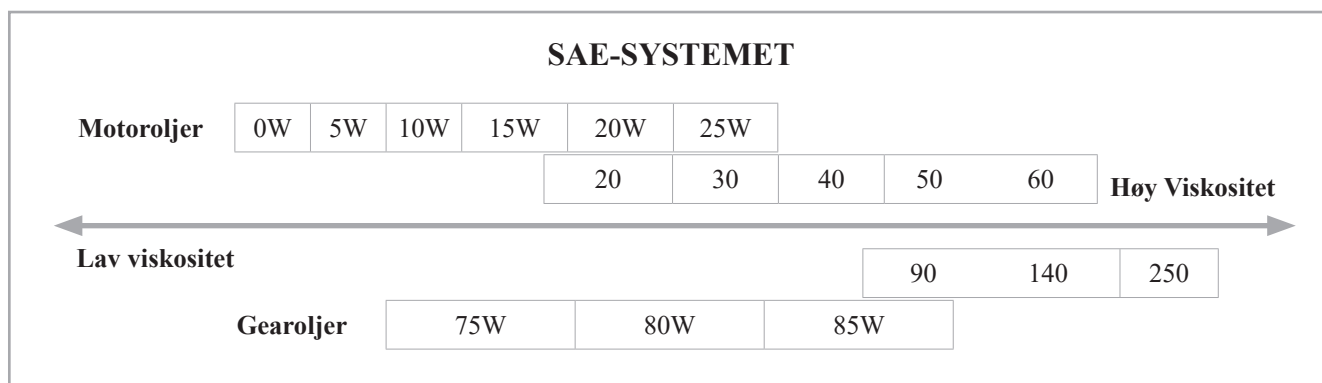 SAE-SYSTEMET
Motoroljer 0W 5W 10W 15W 20W 25W
20 30 40 50 60 Høy Viskositet
Lav viskositet
90 140 250
Gearoljer 75W 80W 85W